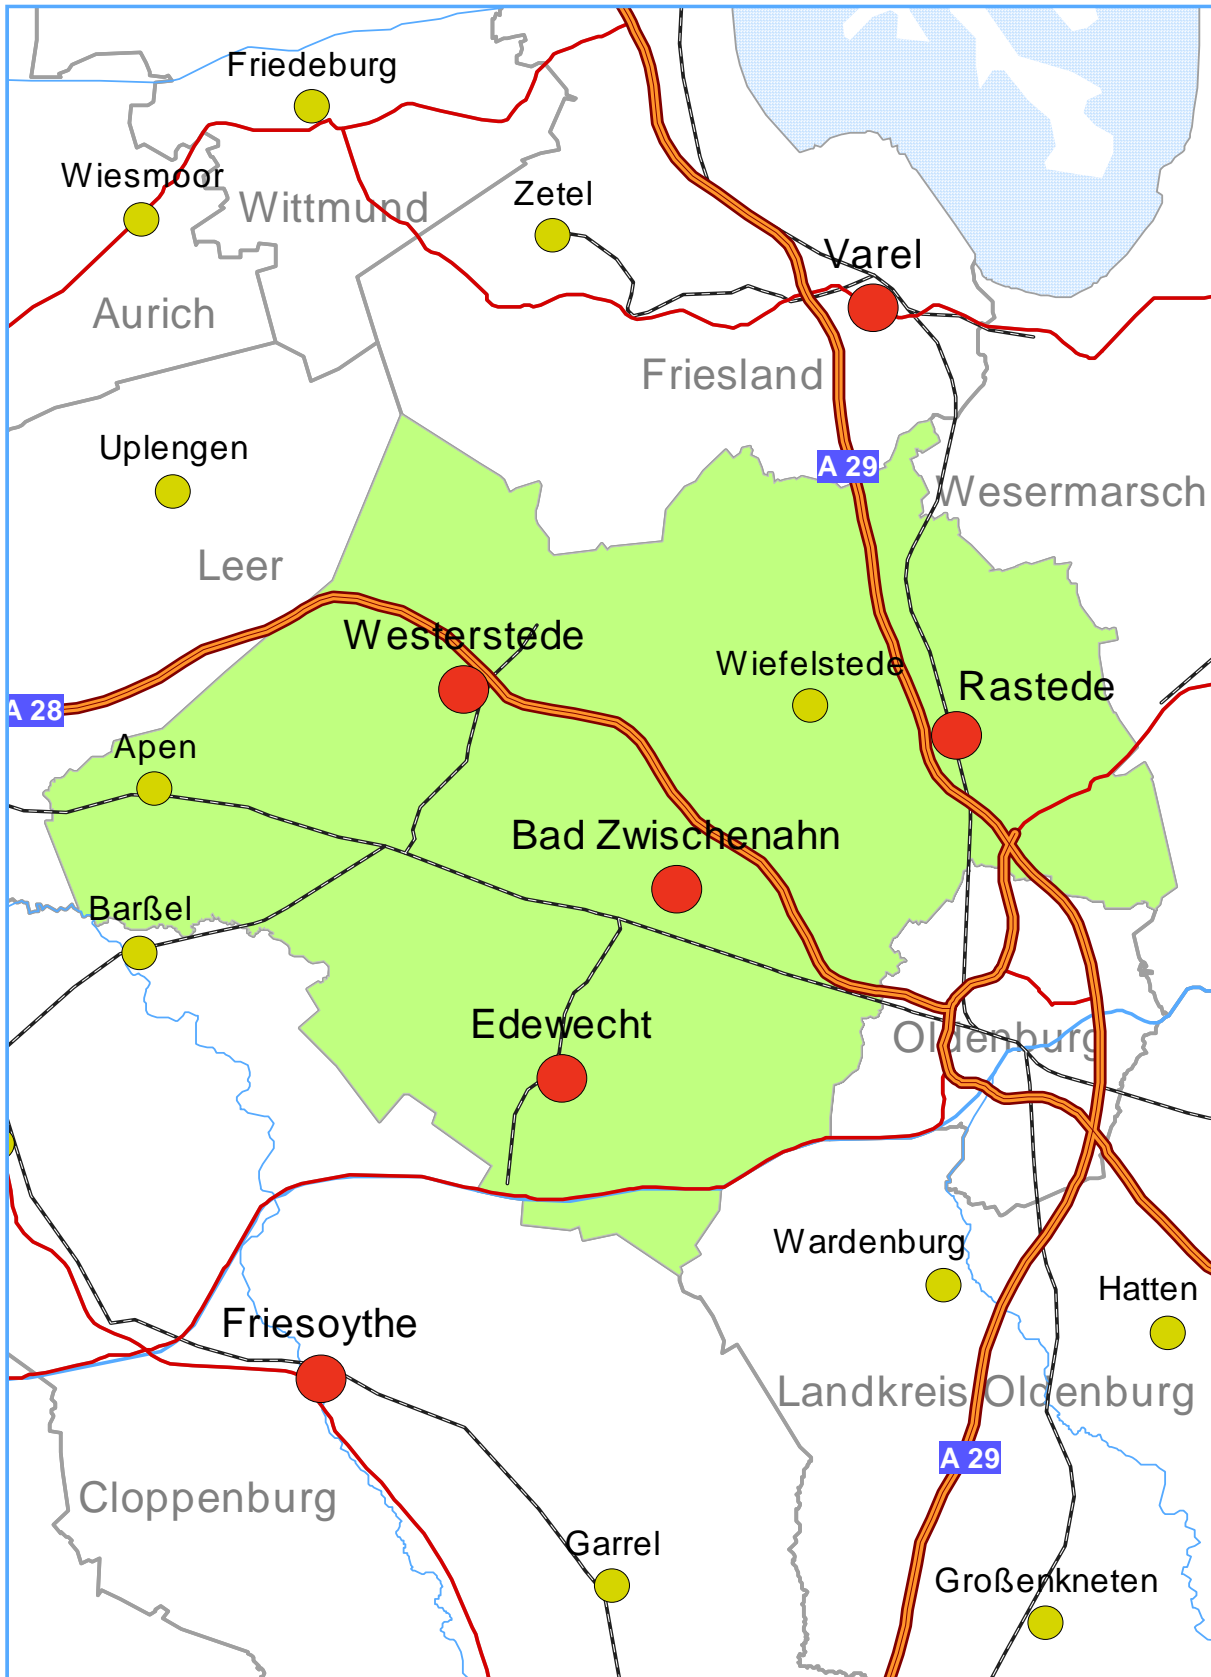 Friedeburg
Wiesmoor
Zetel
Wittmund
Varel
Aurich
Friesland
Uplengen
A 29
Wesermarsch
Leer
Westerstede
Wiefelstede
Rastede
A 28
Apen
Bad Zwischenahn
Barßel
Edewecht
Oldenburg
Wardenburg
Hatten
Friesoythe
Landkreis Oldenburg
A 29
Cloppenburg
Garrel
Großenkneten